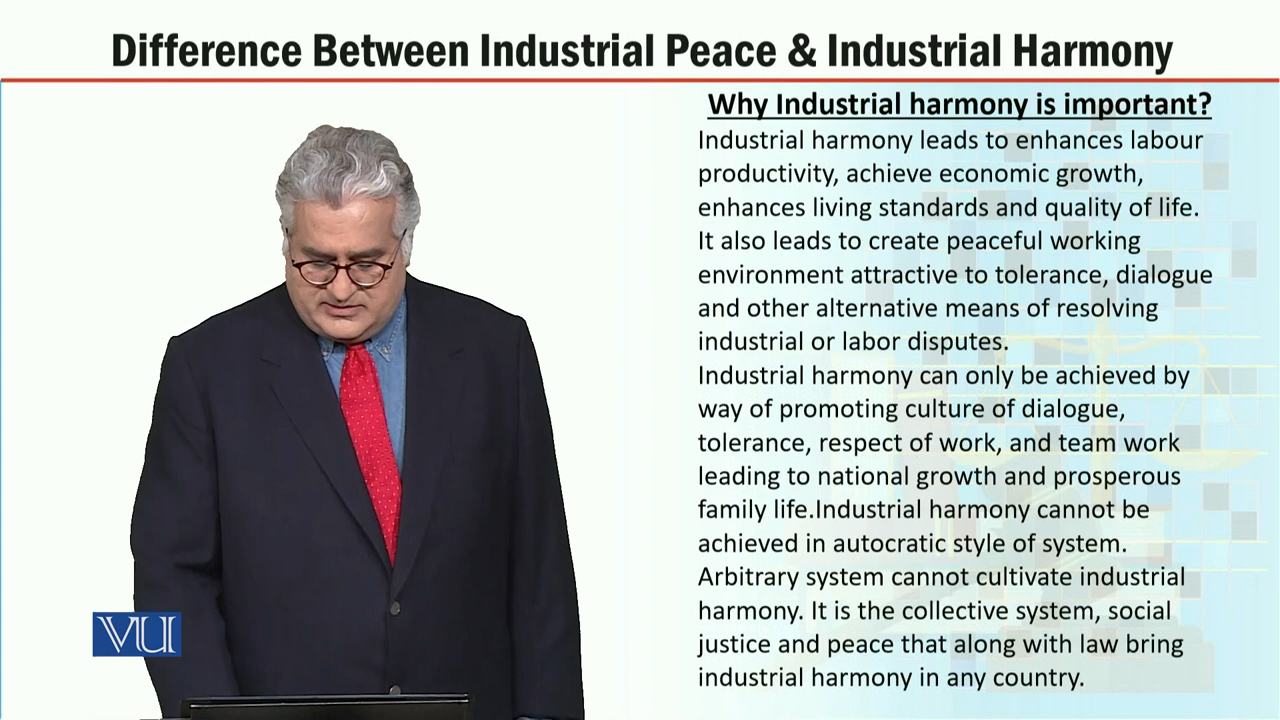 Difference Between Industrial Peace & Industrial Harmony
Why Industrial harmony is important?
Industrial harmony leads to enhances labour
productivity, achieve economic growth,
enhances living standards and quality of life.
It also leads to create peaceful working
environment attractive to tolerance, dialogue
and other alternative means of resolving
industrial or labor disputes.
Industrial harmony can only be achieved by
way of promoting culture of dialogue,
tolerance, respect of work, and team work
leading to national growth and prosperous
family life.Industrial harmony cannot be
achieved in autocratic style of system.
Arbitrary system cannot cultivate industrial
harmony. It is the collective system, social
justice and peace that along with law bring
industrial harmony in any country.
VU